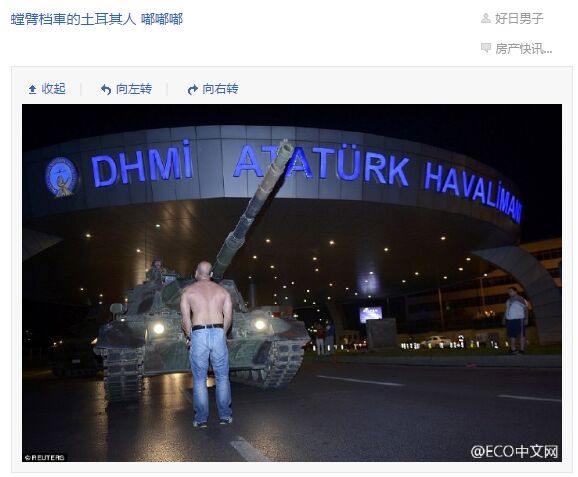 螳臂档車的土耳其人 嘟嘟嘟
好日男子
房产快讯...
收起
向左转
向右转
DHMİ ATATÜRK HAVALİMANI
© REUTERS
@ECO中文网